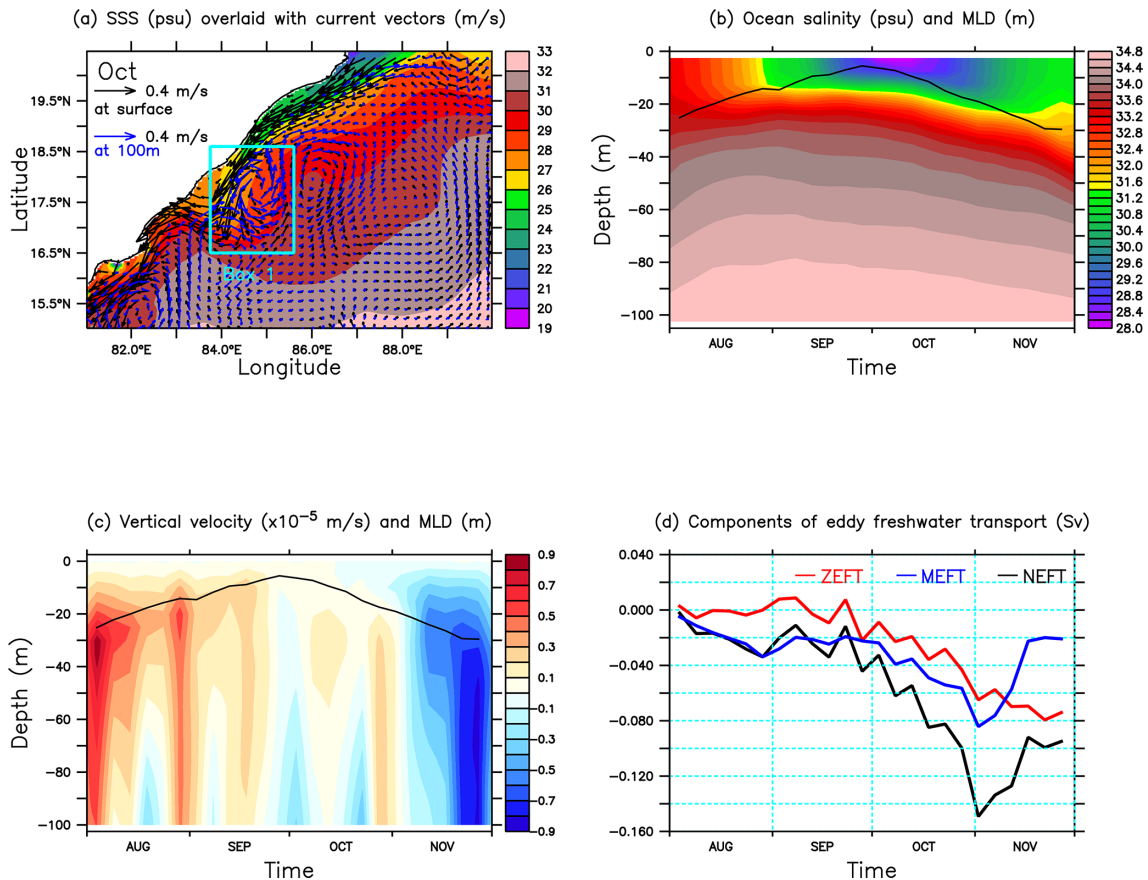 (a) SSS (psu) overlaid with current vectors (m/s)
Oct
0.4 m/s
at surface
0.4 m/s
at 100m
Box 1
19.5°N
18.5°N
17.5°N
16.5°N
15.5°N
Latitude
82.0°E 84.0°E 86.0°E 88.0°E
Longitude
33
32
31
30
29
28
27
26
25
24
23
22
21
20
19
(b) Ocean salinity (psu) and MLD (m)
0
-20
-40
-60
-80
-100
Depth (m)
AUG SEP OCT NOV
Time
34.8
34.4
34.0
33.6
33.2
32.8
32.4
32.0
31.6
31.2
30.8
30.4
30.0
29.6
29.2
28.8
28.4
28.0
(c) Vertical velocity (x10⁻⁵ m/s) and MLD (m)
0
-20
-40
-60
-80
-100
Depth (m)
AUG SEP OCT NOV
Time
0.9
0.7
0.5
0.3
0.1
-0.1
-0.3
-0.5
-0.7
-0.9
(d) Components of eddy freshwater transport (Sv)
ZEFT MEFT NEFT
0.040
0.000
-0.040
-0.080
-0.120
-0.160
AUG SEP OCT NOV
Time